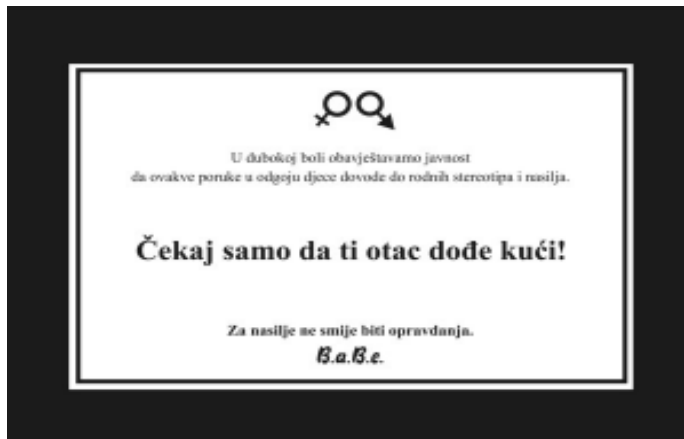 U dubokoj boli obavještavamo javnost
da ovakve poruke u odgoju djece dovode do rodnih stereotipa i nasilja.
Čekaj samo da ti otac dođe kući!
Za nasilje ne smije biti opravdanja.
B.a.B.e.